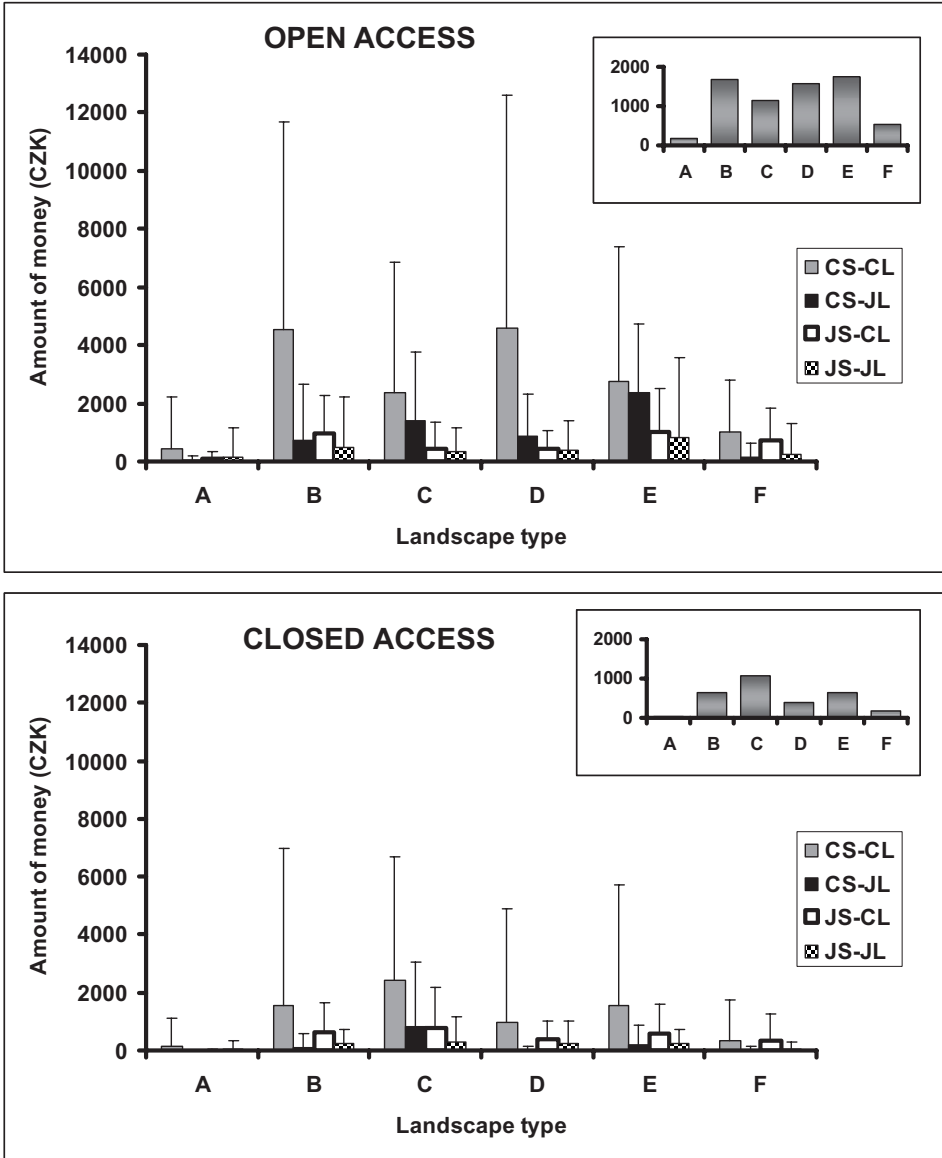 OPEN ACCESS
Amount of money (CZK)
14000
12000
10000
8000
6000
4000
2000
0
A B C D E F
Landscape type
2000
1000
0
A B C D E F
CS-CL
CS-JL
JS-CL
JS-JL
CLOSED ACCESS
Amount of money (CZK)
14000
12000
10000
8000
6000
4000
2000
0
A B C D E F
Landscape type
2000
1000
0
A B C D E F
CS-CL
CS-JL
JS-CL
JS-JL